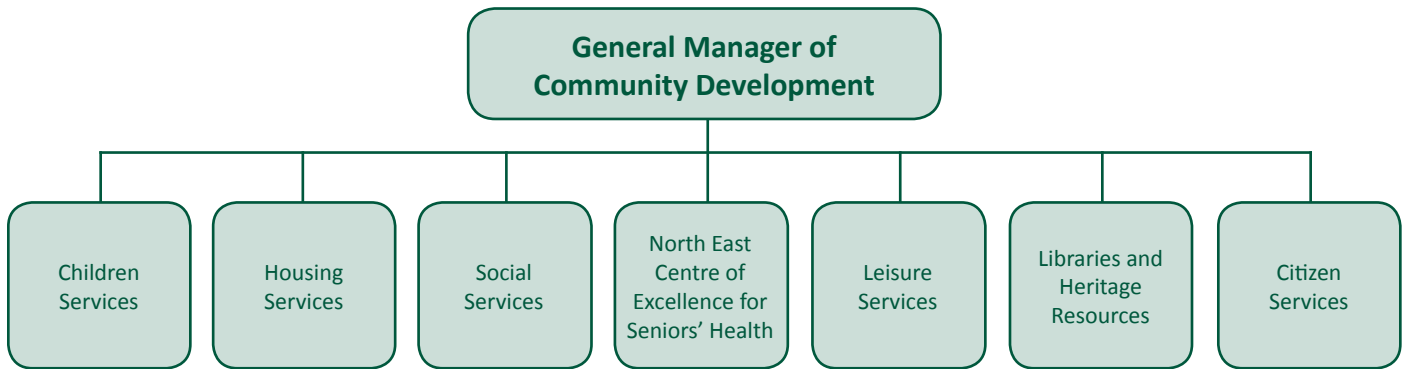 General Manager of
Community Development
Children
Services
Housing
Services
Social
Services
North East
Centre of
Excellence for
Seniors’ Health
Leisure
Services
Libraries and
Heritage
Resources
Citizen
Services